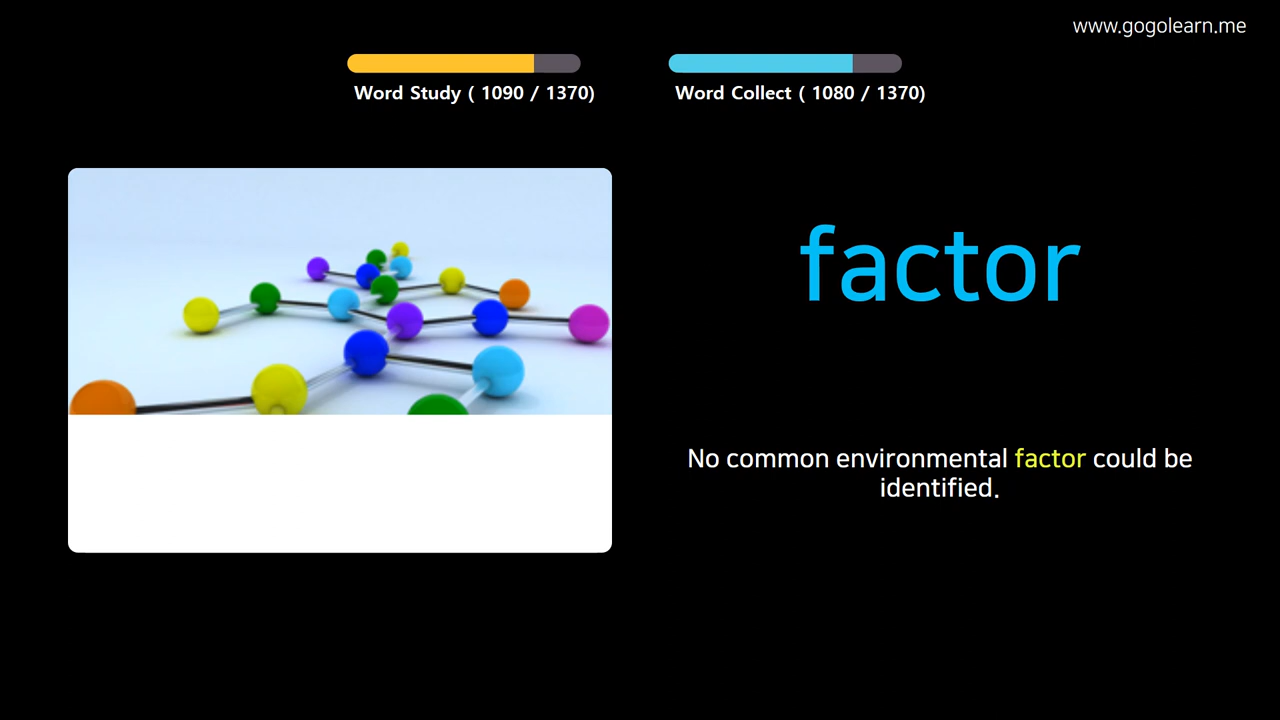 www.gogolearn.me
Word Study ( 1090 / 1370)
Word Collect ( 1080 / 1370)
factor
No common environmental factor could be
identified.